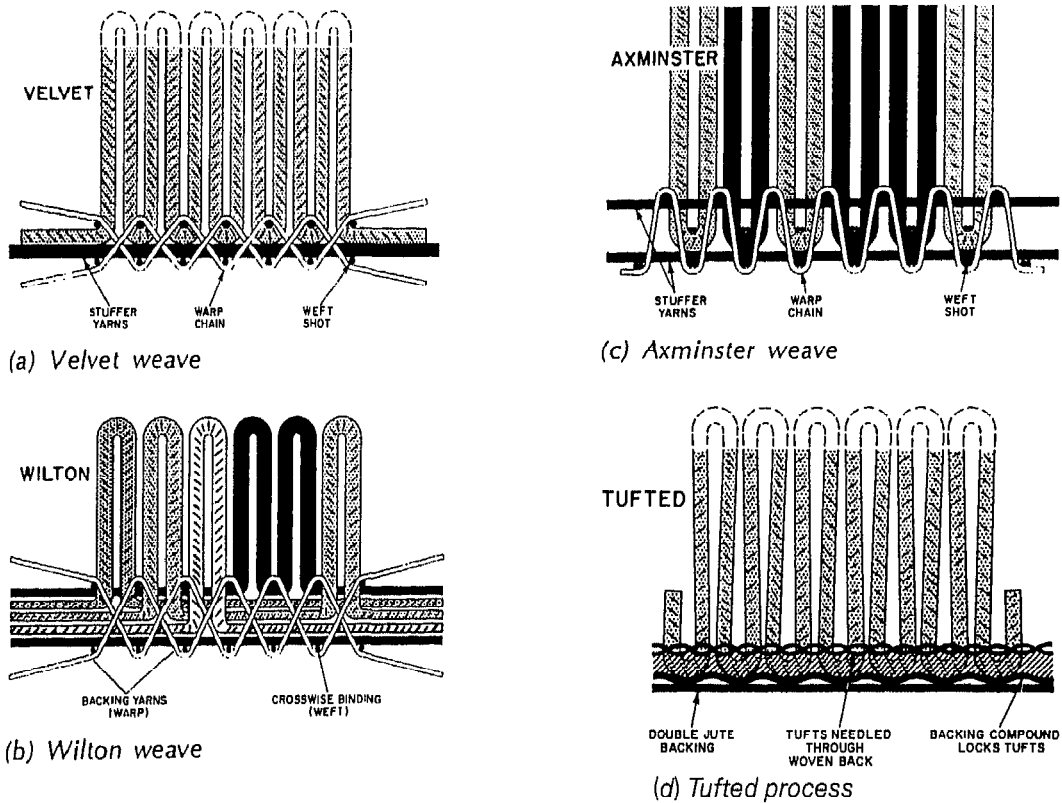 VELVET
STUFFER
YARNS
WARP
CHAIN
WEFT
SHOT
(a) Velvet weave
WILTON
BACKING YARNS
(WARP)
CROSSWISE BINDING
(WEFT)
(b) Wilton weave
AXMINSTER
STUFFER
YARNS
WARP
CHAIN
WEFT
SHOT
(c) Axminster weave
TUFTED
DOUBLE JUTE
BACKING
TUFTS NEEDLED
THROUGH
WOVEN BACK
BACKING COMPOUND
LOCKS TUFTS
(d) Tufted process